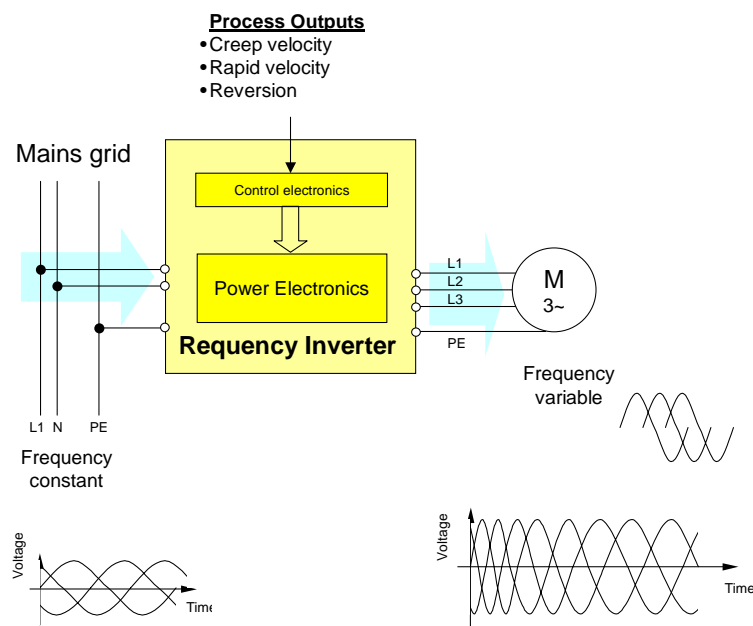 Process Outputs
•Creep velocity
•Rapid velocity
•Reversion
Mains grid
Control electronics
Power Electronics
Requency Inverter
L1
L2
L3
PE
M
3~
L1 N PE
Frequency
constant
Frequency
variable
Voltage
Time
Voltage
Time